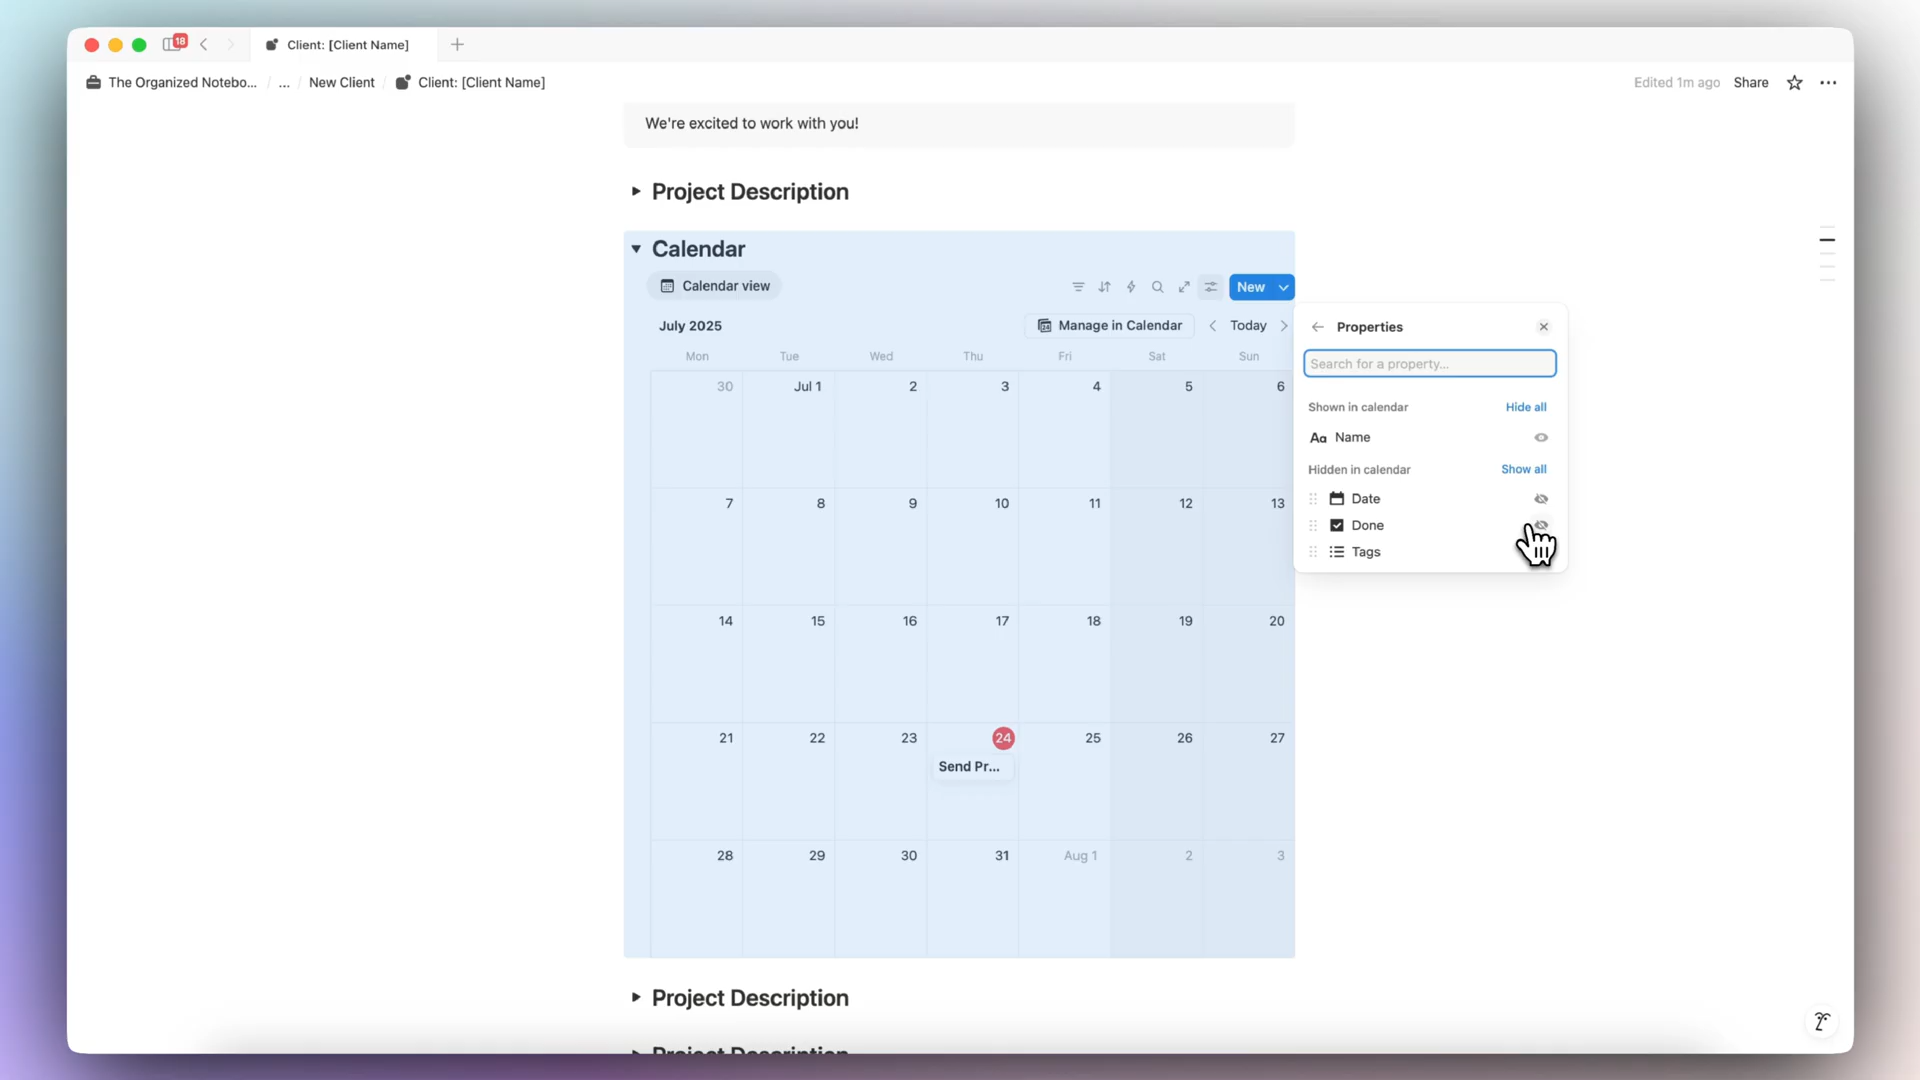 18
Client: [Client Name]
The Organized Notebo... / ... / New Client / Client: [Client Name]
Edited 1m ago Share
We're excited to work with you!
Project Description
Calendar
Calendar view
New
July 2025
Manage in Calendar
Today
Mon Tue Wed Thu Fri Sat Sun
30 Jul 1 2 3 4 5 6
7 8 9 10 11 12 13
14 15 16 17 18 19 20
21 22 23 24 25 26 27
Send Pr...
28 29 30 31 Aug 1 2 3
Properties
Search for a property...
Shown in calendar Hide all
Aa Name
Hidden in calendar Show all
Date
Done
Tags
Project Description
Project Description